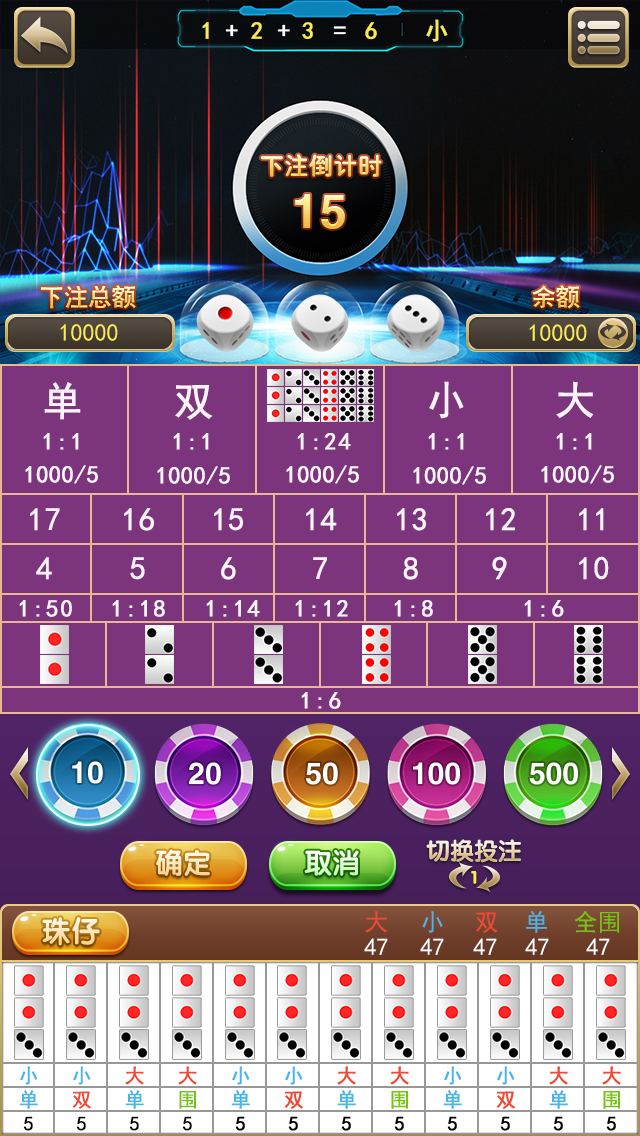 1 + 2 + 3 = 6 小
下注倒计时
15
下注总额 余额
10000 10000
单 双 小 大
1:1 1:1 1:24 1:1 1:1
1000/5 1000/5 1000/5 1000/5 1000/5
17 16 15 14 13 12 11
4 5 6 7 8 9 10
1:50 1:18 1:14 1:12 1:8 1:6
1:6
10 20 50 100 500
确定 取消 切换投注
1
珠仔 大 小 双 单 全围
47 47 47 47 47
小 小 大 大 小 小 大 大 小 小 大 大
单 双 单 围 单 双 单 围 单 双 单 围
5 5 5 5 5 5 5 5 5 5 5 5